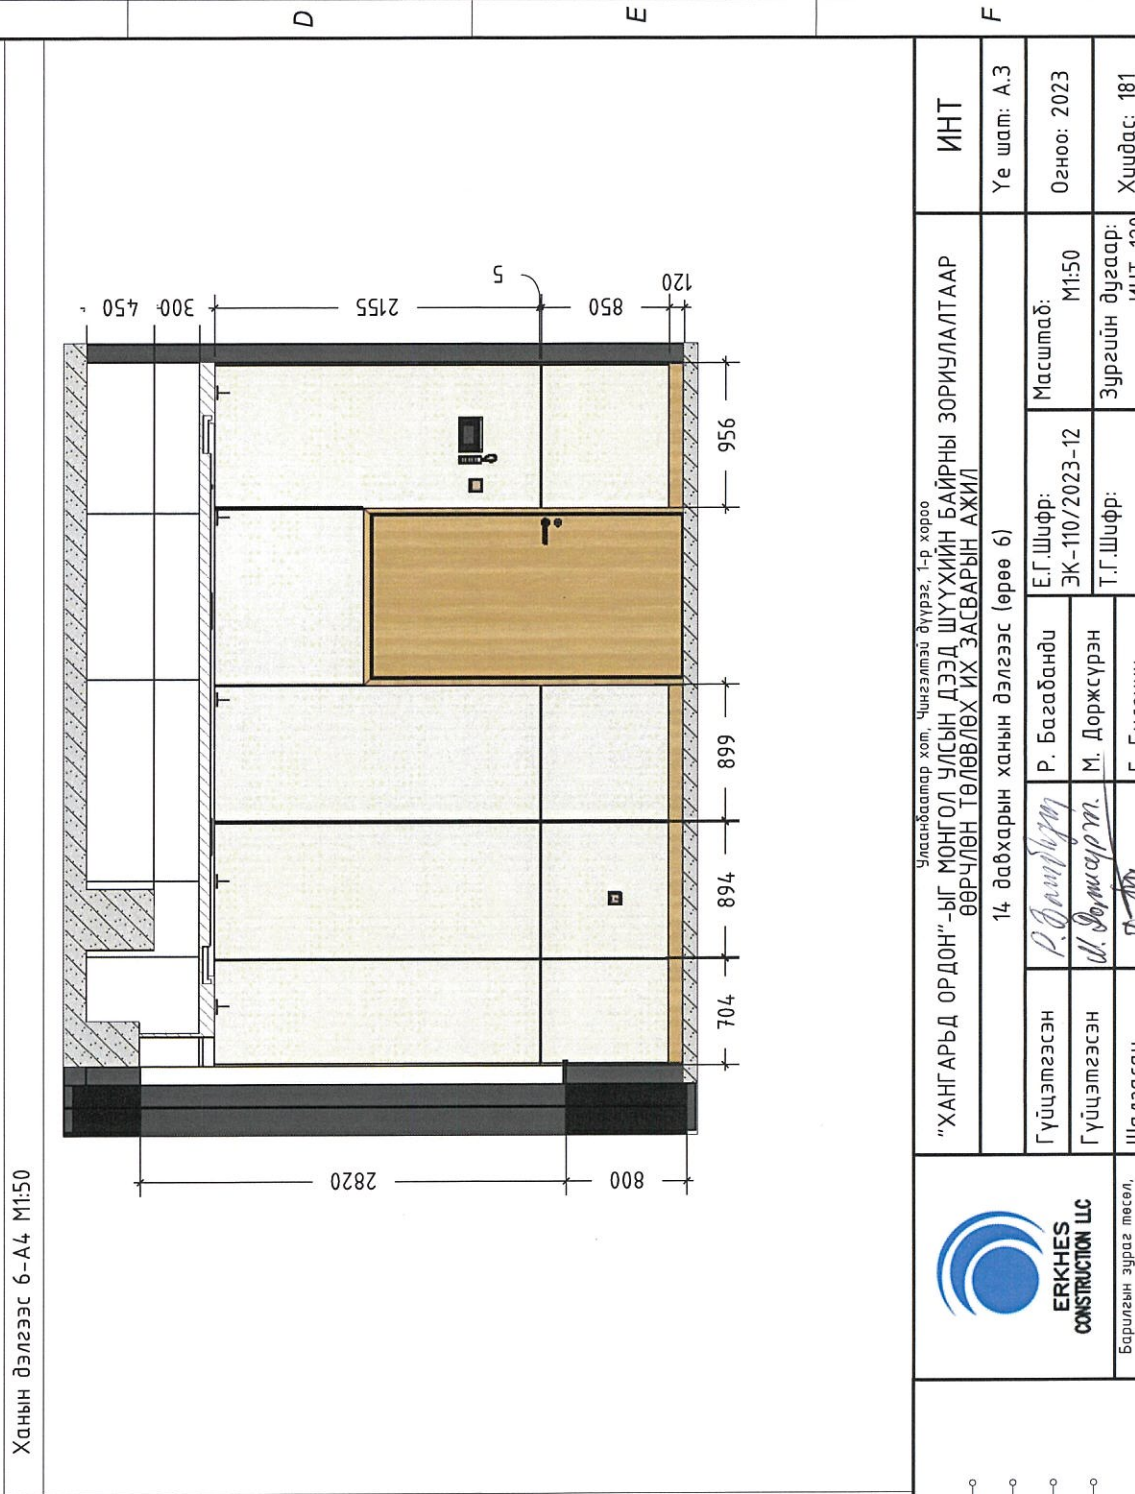 D
E
F
Ханын дэлгээс 6-А4 М1:50
450
300
2155
5
850
120
956
899
894
704
2820
800
Улаанбаатар хот, Чингэлтэй дүүрэг, 1-р хороо
"ХАНГАРЬД ОРДОН"-ЫГ МОНГОЛ УЛСЫН ДЭЭД ШҮҮХИЙН БАЙРНЫ ЗОРИУЛАЛТААР
ӨӨРЧЛӨН ТӨЛӨВЛӨХ ИХ ЗАСВАРЫН АЖИЛ
ИНТ
14 давхарын ханын дэлгээс (өрөө 6)
Үе шат: А.3
Гүйцэтгэсэн
Р. Багабанди
Е.Г.Шифр:
ЭК-110/2023-12
Масштаб:
М1:50
Огноо: 2023
Гүйцэтгэсэн
М. Доржсүрэн
Т.Г.Шифр:
Зургийн дугаар:
Хуудас: 181
ERKHES
CONSTRUCTION LLC
Барилгын зураг төсөл,